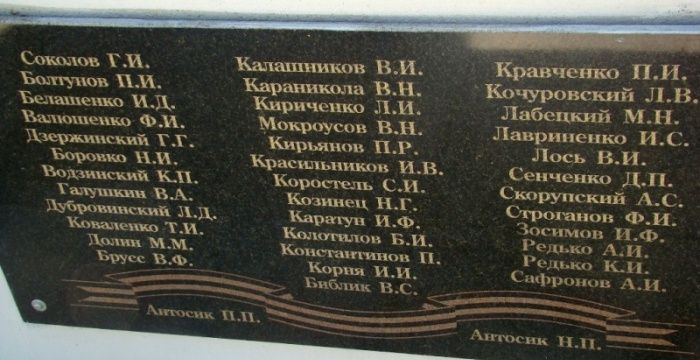 Соколов Г.И.
Болтунов П.И.
Белашенко И.Д.
Валюшенко Ф.И.
Дзержинский Г.Г.
Боровко Н.И.
Водзинский К.П.
Галушкин В.А.
Дубровинский Л.Д.
Коваленко Т.И.
Долин М.М.
Брусс В.Ф.
Калашников В.И.
Караникола В.Н.
Кириченко Л.И.
Мокроусов В.Н.
Кирьянов П.Р.
Красильников И.В.
Коростель С.И.
Козинец Н.Г.
Каратун И.Ф.
Колотилов Б.И.
Константинов П.
Корня И.И.
Библик В.С.
Кравченко П.И.
Кочуровский Л.В
Лабецкий М.Н.
Лавриненко И.С.
Лось В.И.
Сенченко Д.П.
Скорупский А.С.
Строганов Ф.И.
Зосимов И.Ф.
Редько А.И.
Редько К.И.
Сафронов А.И.
Антосик П.П.
Антосик Н.П.